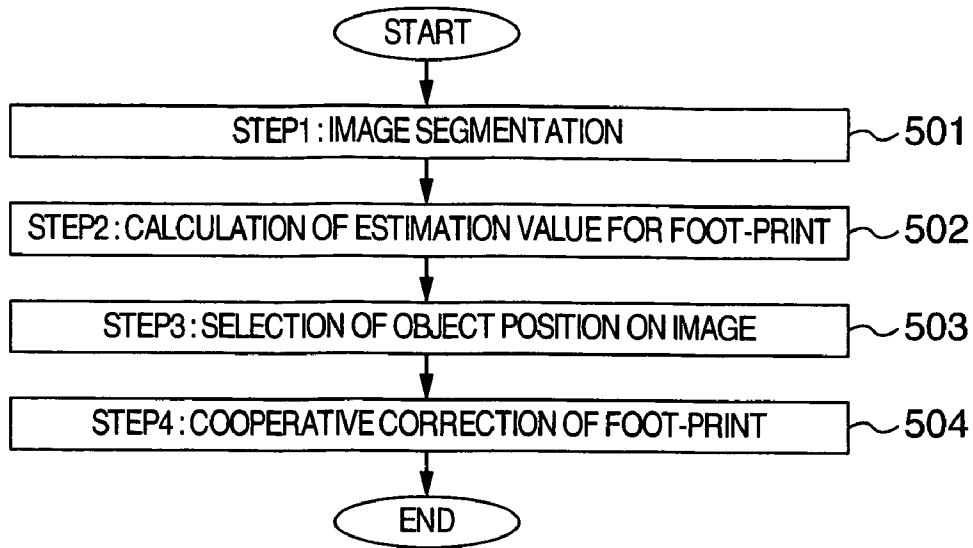 START
STEP1 : IMAGE SEGMENTATION 501
STEP2 : CALCULATION OF ESTIMATION VALUE FOR FOOT-PRINT 502
STEP3 : SELECTION OF OBJECT POSITION ON IMAGE 503
STEP4 : COOPERATIVE CORRECTION OF FOOT-PRINT 504
END